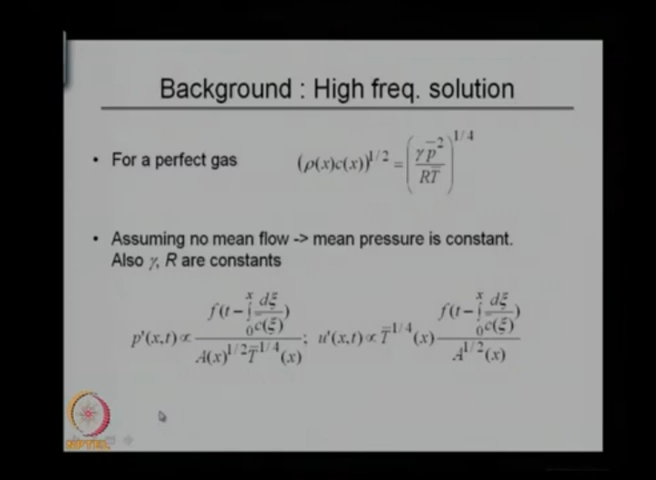 Background : High freq. solution
• For a perfect gas (ρ(x)c(x))^{1/2} = (γp̄²/RT̄)^{1/4}
• Assuming no mean flow -> mean pressure is constant.
Also γ, R are constants
p'(x,t) ∝ f(t - ∫₀ˣ dξ/c̄(ξ)) / A(x)^{1/2} T̄^{1/4}(x); u'(x,t) ∝ T̄^{1/4}(x) f(t - ∫₀ˣ dξ/c̄(ξ)) / A^{1/2}(x)
NPTEL